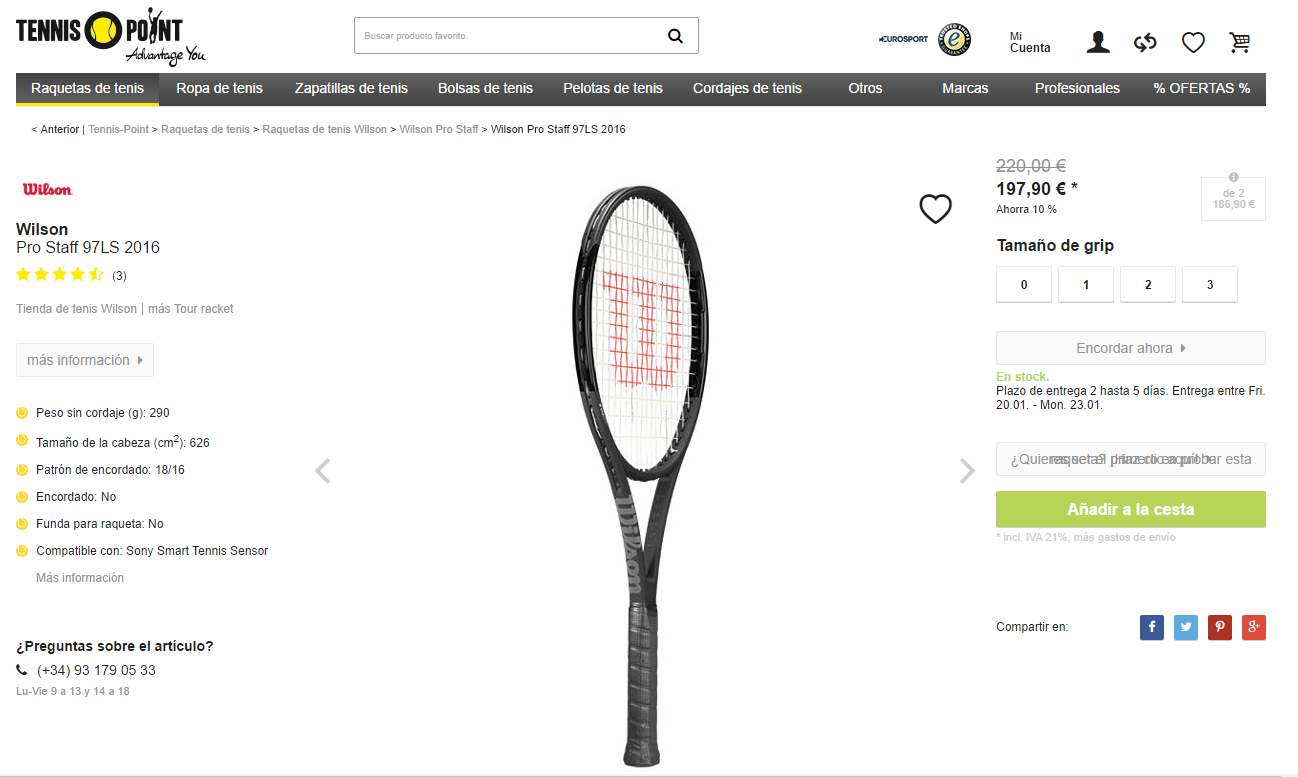 TENNIS POINT
Advantage You
Buscar producto favorito.
EUROSPORT
Mi
Cuenta
Raquetas de tenis
Ropa de tenis
Zapatillas de tenis
Bolsas de tenis
Pelotas de tenis
Cordajes de tenis
Otros
Marcas
Profesionales
% OFERTAS %
< Anterior | Tennis-Point > Raquetas de tenis > Raquetas de tenis Wilson > Wilson Pro Staff > Wilson Pro Staff 97LS 2016
Wilson
Wilson
Pro Staff 97LS 2016
(3)
Tienda de tenis Wilson | más Tour racket
más información
Peso sin cordaje (g): 290
Tamaño de la cabeza (cm2): 626
Patrón de encordado: 18/16
Encordado: No
Funda para raqueta: No
Compatible con: Sony Smart Tennis Sensor
Más información
¿Preguntas sobre el artículo?
(+34) 93 179 05 33
Lu-Vie 9 a 13 y 14 a 18
W
Wilson
220,00 €
197,90 € *
Ahorra 10 %
de 2
186,90 €
Tamaño de grip
0
1
2
3
Encordar ahora
En stock.
Plazo de entrega 2 hasta 5 días. Entrega entre Fri.
20.01. - Mon. 23.01.
¿Quieres probar esta
Añadir a la cesta
* incl. IVA 21%, más gastos de envío
Compartir en: